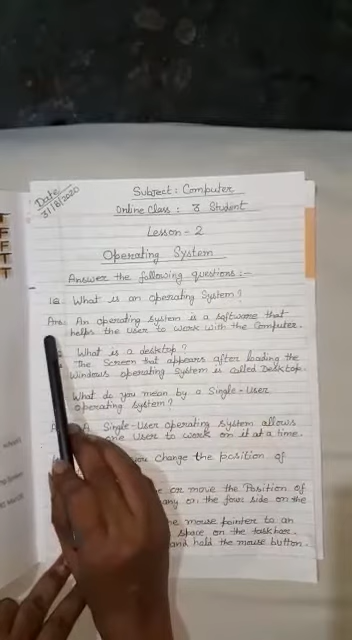 Date
31/8/2020
Subject: Computer
Online Class: 3 Student
Lesson-2
Operating System
Answer the following questions:-
What is an operating System?
Ans: An operating system is a software that
helps the user to work with the Computer.
What is a desktop?
The Screen that appears after loading the
Windows operating System is called Desktop.
What do you mean by a Single-User
operating System?
A Single-User operating System allows
one User to work on it at a time.
you change the position of
or move the Position of
any on the four side on the
mouse pointer to an
space on the taskbar.
and hold the mouse button.